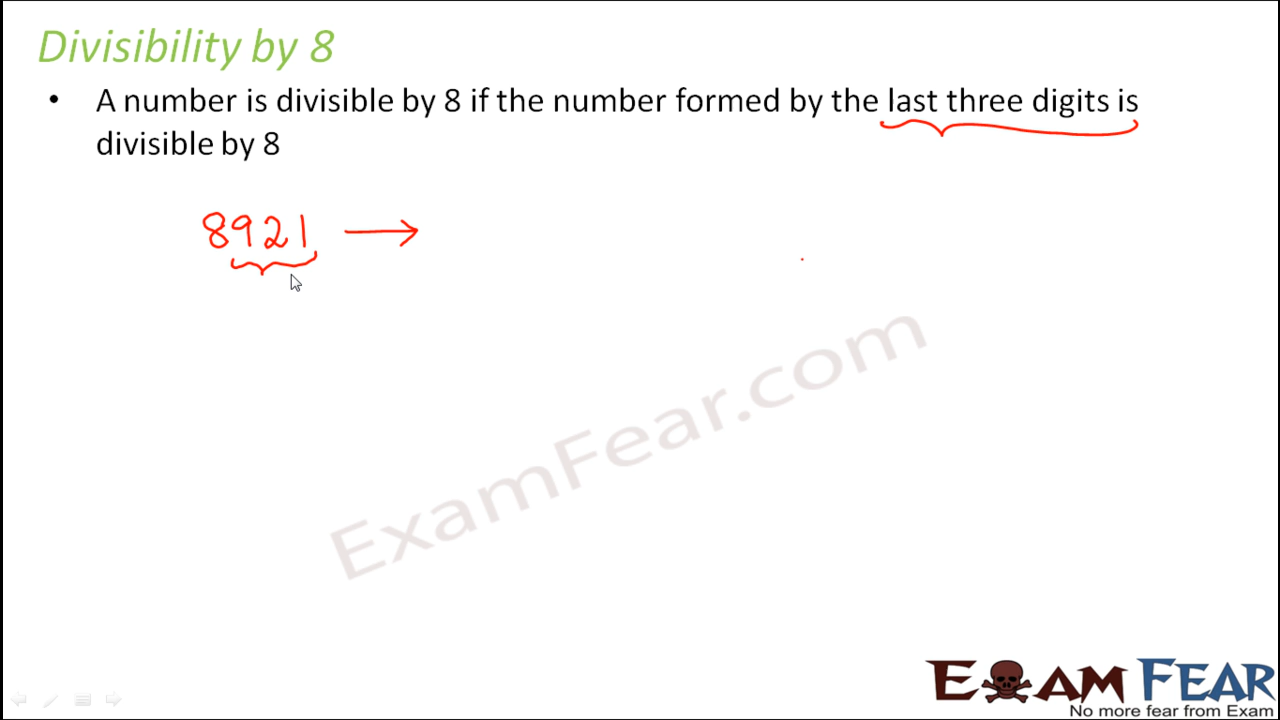 Divisibility by 8
• A number is divisible by 8 if the number formed by the last three digits is
divisible by 8
8921 →
ExamFear.com
EXAM FEAR
No more fear from Exam